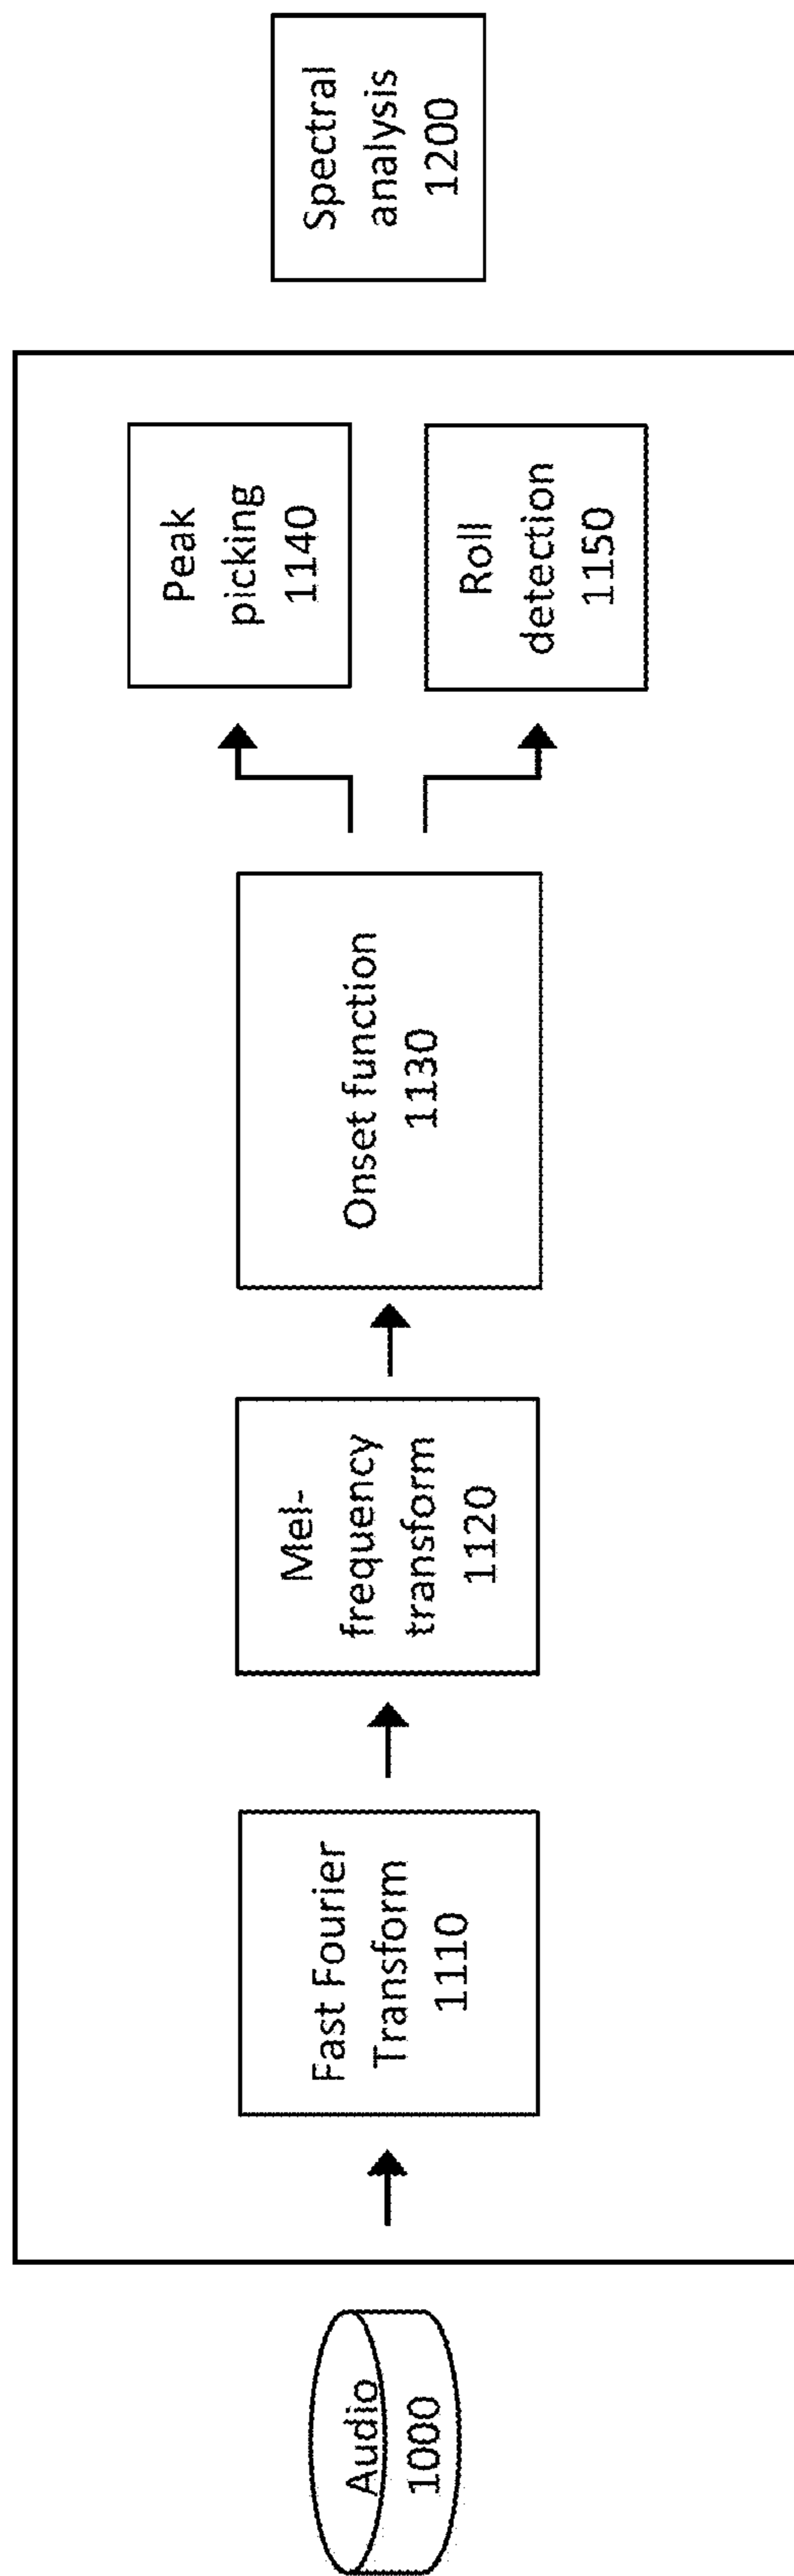 Audio
1000
Fast Fourier
Transform
1110
Mel-
frequency
transform
1120
Onset function
1130
Peak
picking
1140
Roll
detection
1150
Spectral
analysis
1200